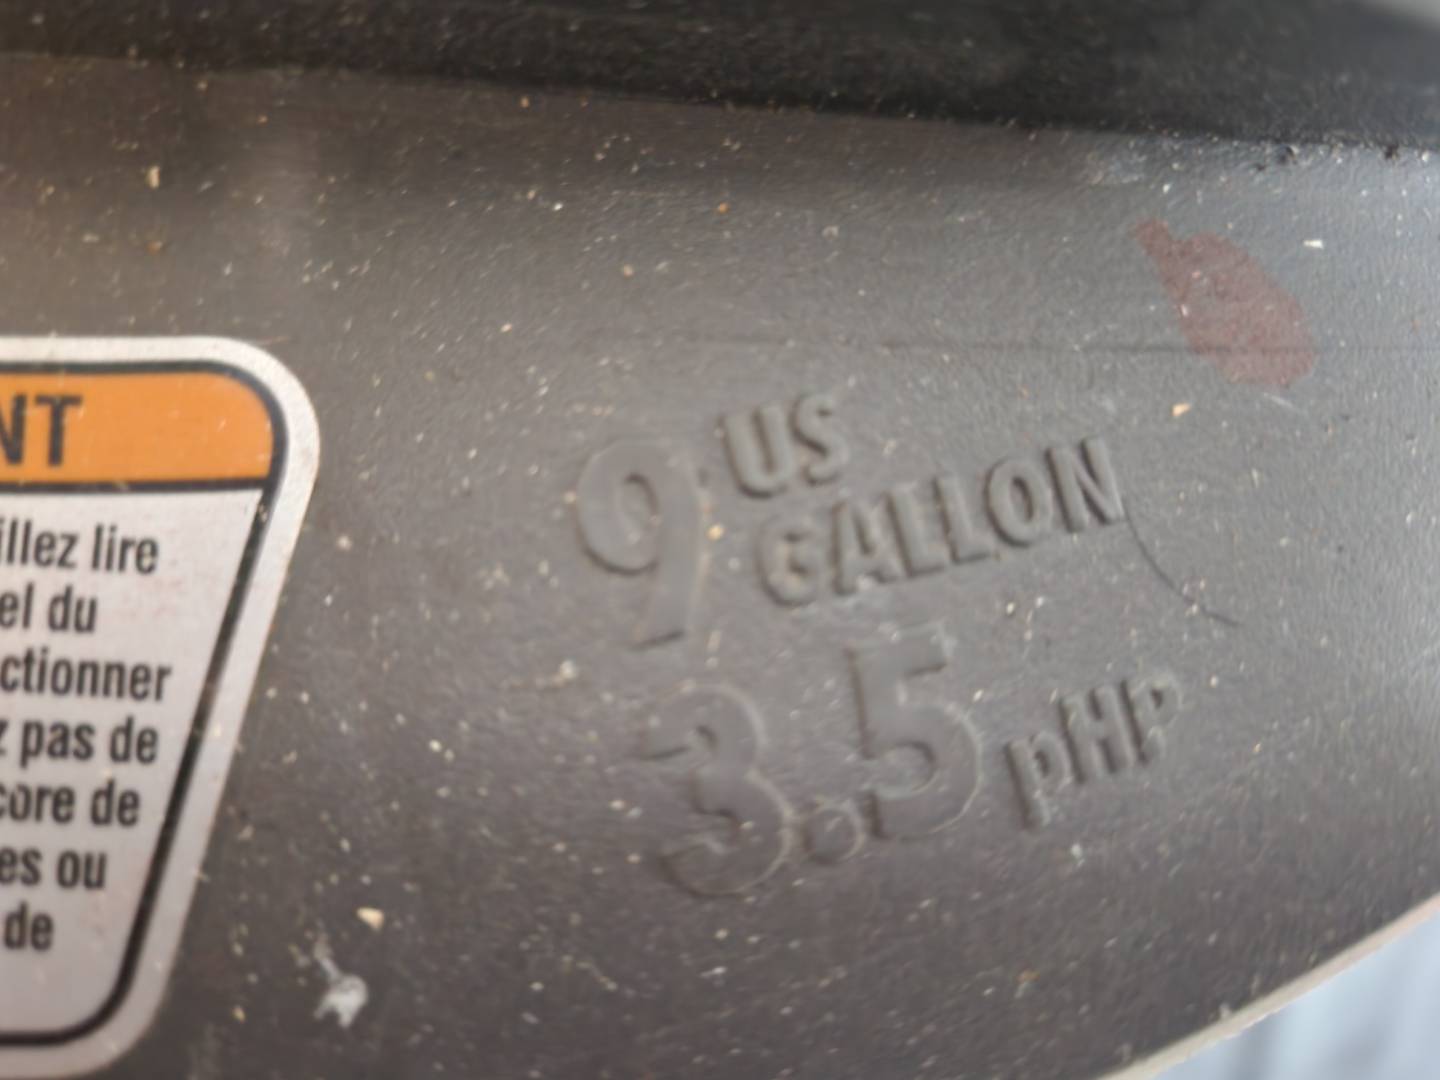 NT
illez lire
el du
ctionner
z pas de
core de
es ou
de
9 US
GALLON
3.5 pHP